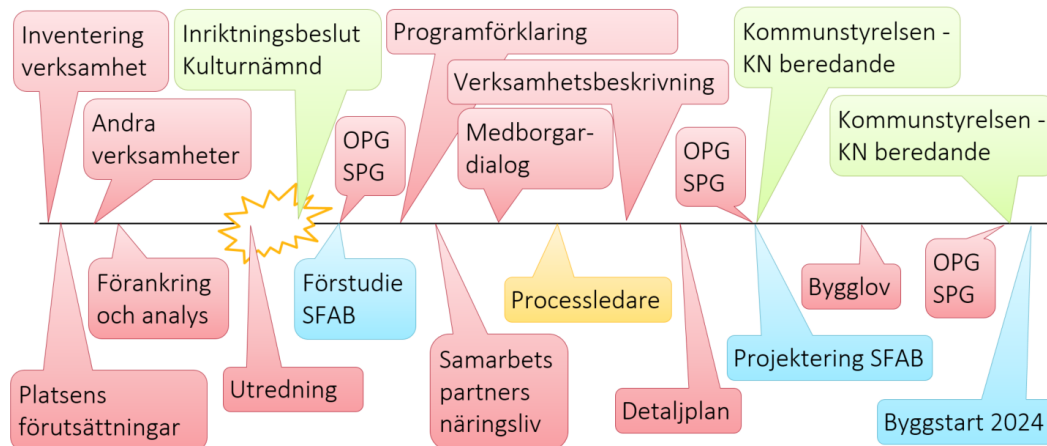 Inventering
verksamhet
Inriktningsbeslut
Kulturnämnd
Programförklaring
Kommunstyrelsen -
KN beredande
Verksamhetsbeskrivning
Andra
verksamheter
OPG
SPG
Medborgar-
dialog
OPG
SPG
Kommunstyrelsen -
KN beredande
Förankring
och analys
Förstudie
SFAB
Processledare
Bygglov
OPG
SPG
Platsens
förutsättningar
Utredning
Samarbets
partners
näringsliv
Detaljplan
Projektering SFAB
Byggstart 2024